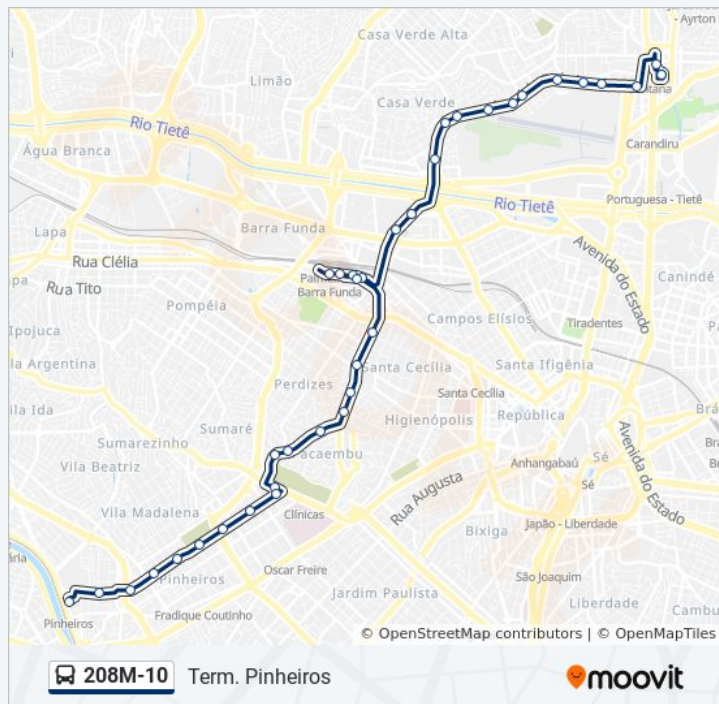 - Ayrton
Casa Verde Alta
Limão
Casa Verde
Rio Tietê
Água Branca
Carandiru
Rio Tietê
Portuguesa - Tietê
Barra Funda
Lapa
Rua Clélia
Avenida do Estado
Canindé
Rua Tito
Barra Funda
Pompéia
Campos Elísios
Tiradentes
Ipojuca
Santa Ifigênia
Argentina
Santa Cecília
Perdizes
Santa Cecília
República
Higienópolis
Sumaré
Sumarezinho
Avenida do Estado
Sé
Vila Beatriz
Anhangabaú
Rua Augusta
Sé
Vila Madalena
Clínicas
Japão - Liberdade
Bixiga
Pinheiros
Oscar Freire
São Joaquim
Jardim Paulista
Liberdade
Fradique Coutinho
Pinheiros
© OpenStreetMap contributors | © OpenMapTiles
208M-10 Term. Pinheiros
moovit